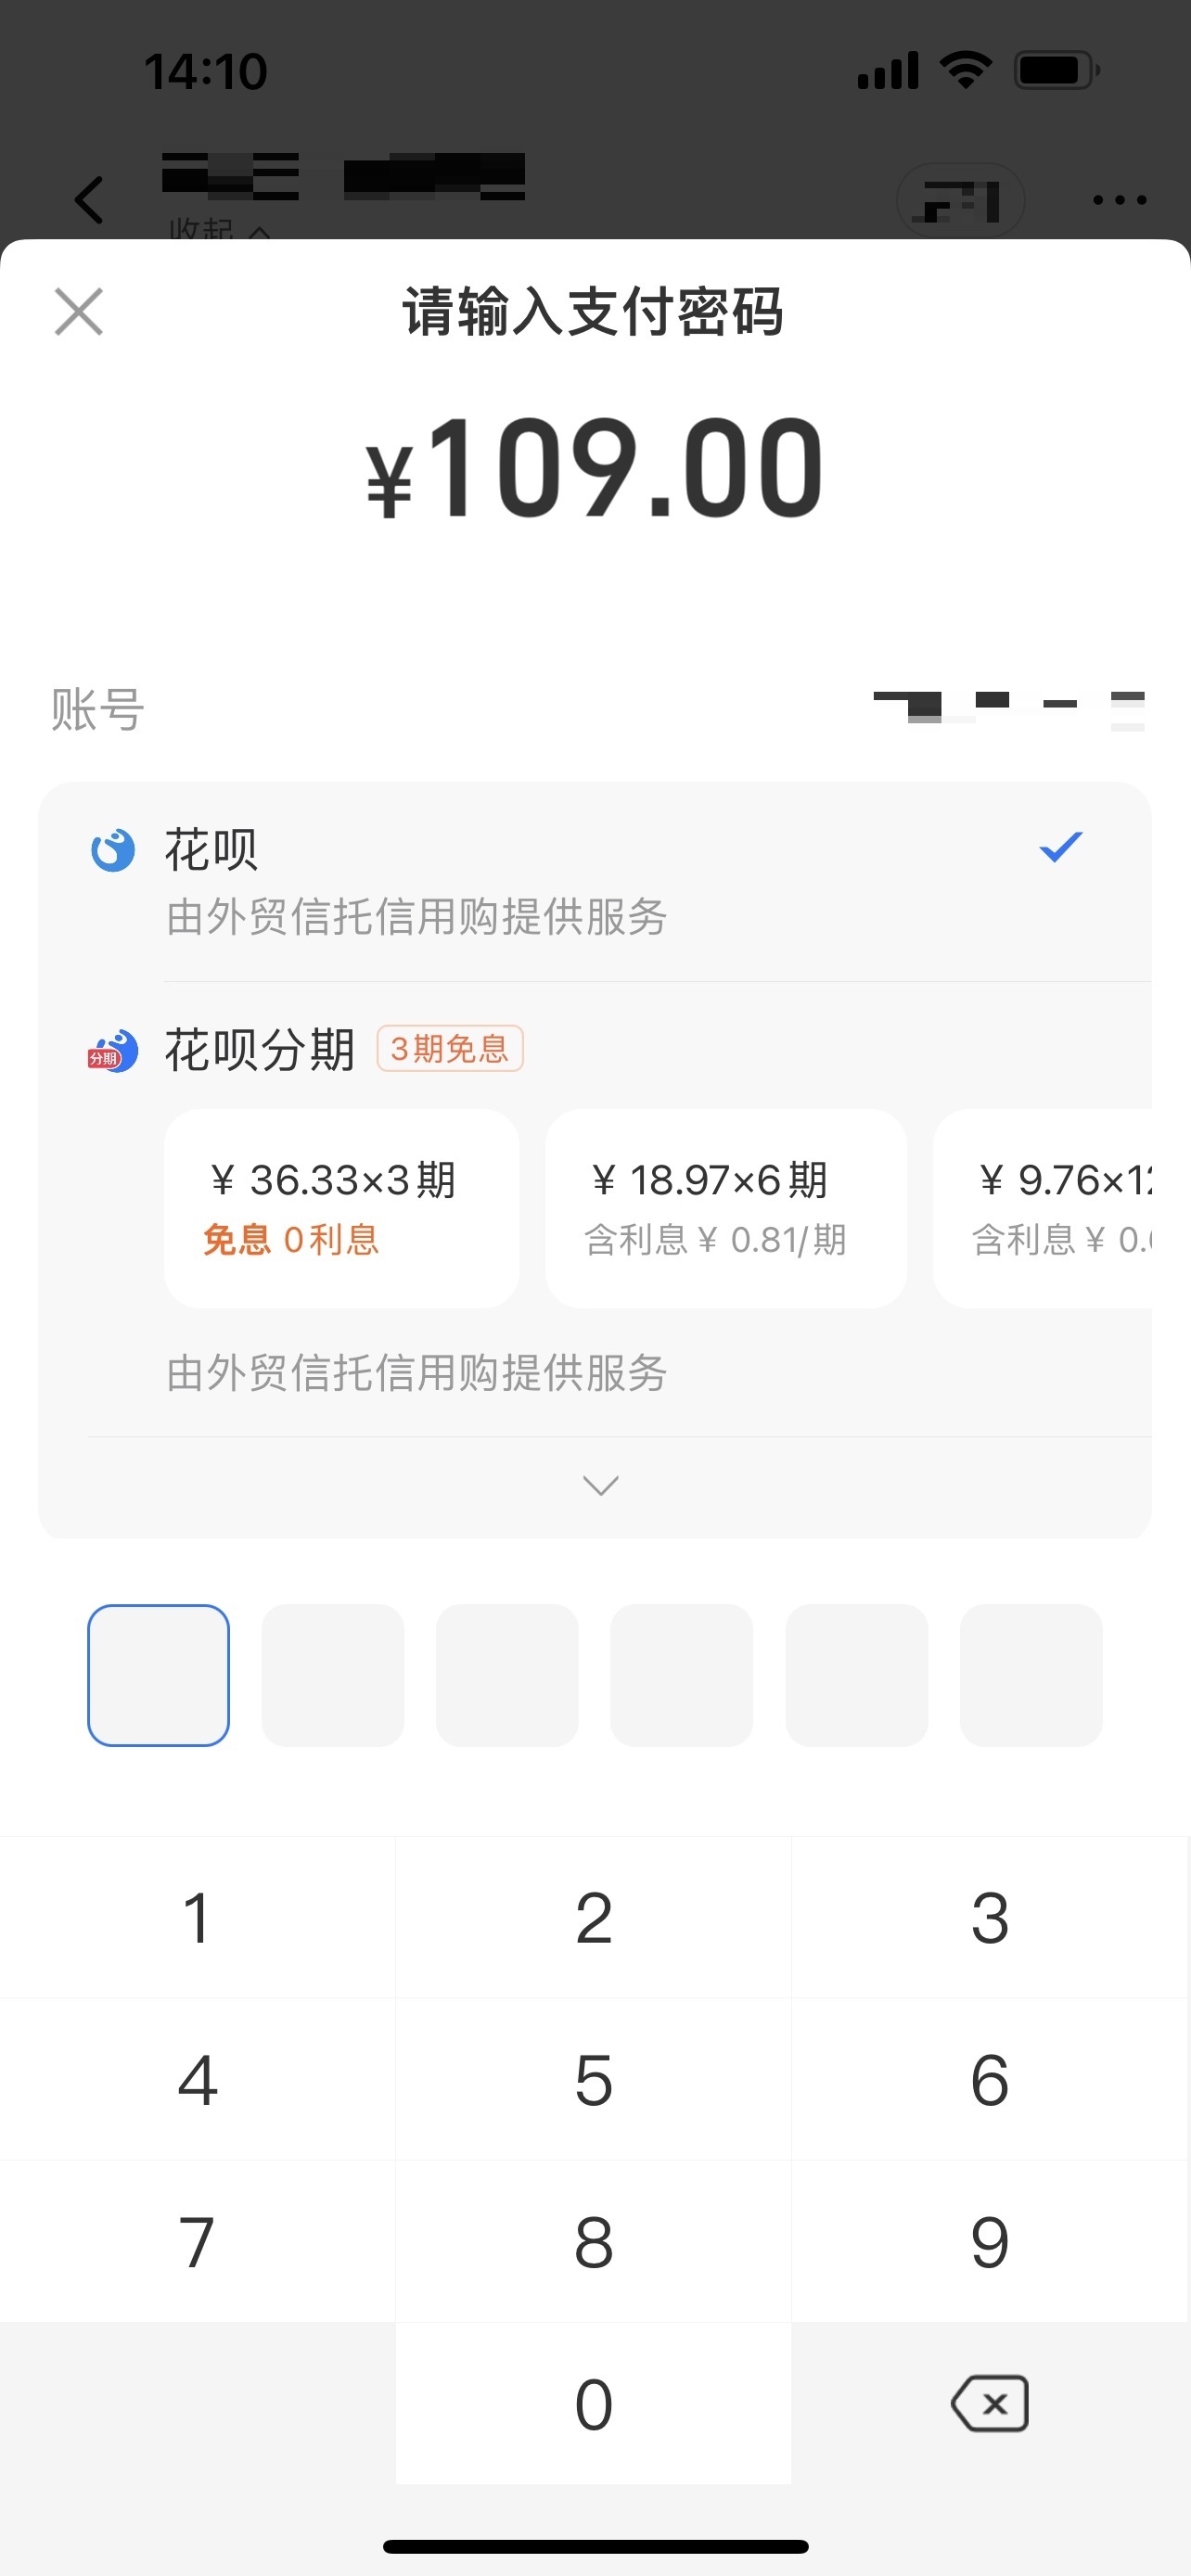 14:10
收起
请输入支付密码
¥109.00
账号
花呗
由外贸信托信用购提供服务
分期
花呗分期 3期免息
¥ 36.33×3期 ¥ 18.97×6期 ¥ 9.76×12
免息 0利息 含利息¥ 0.81/期 含利息¥ 0.
由外贸信托信用购提供服务
1 2 3
4 5 6
7 8 9
0